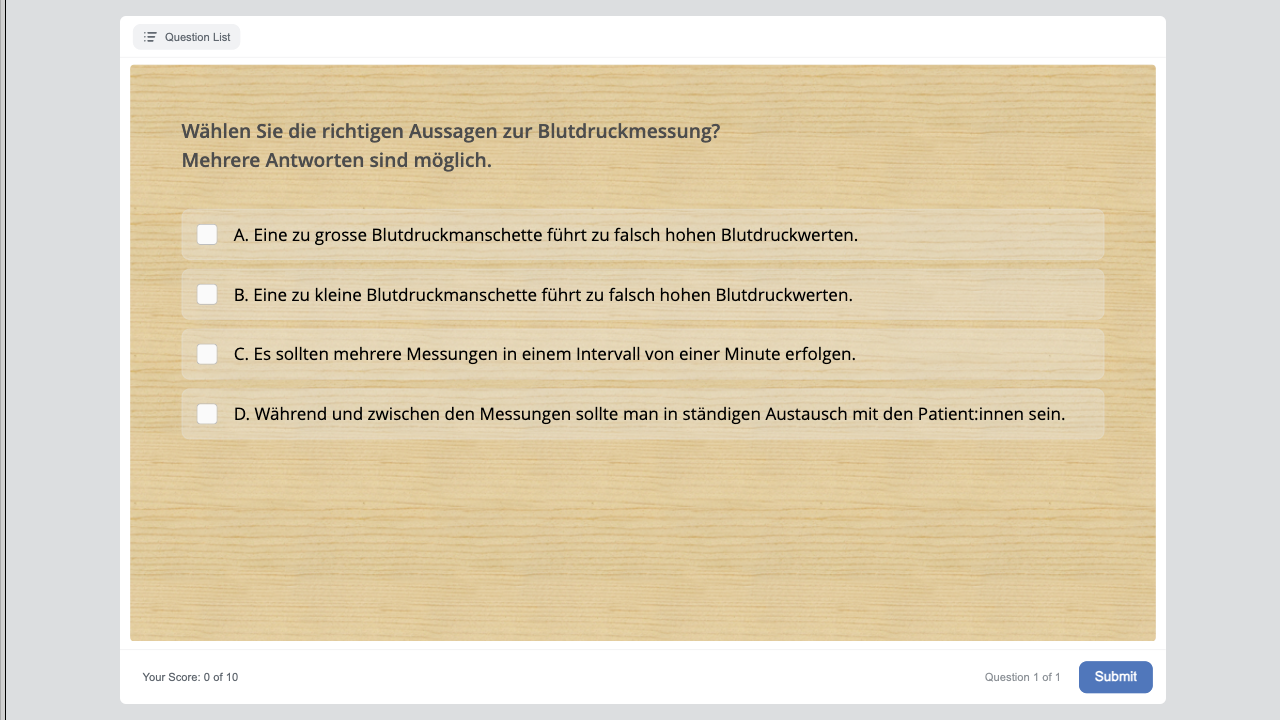 Question List
Wählen Sie die richtigen Aussagen zur Blutdruckmessung?
Mehrere Antworten sind möglich.
A. Eine zu grosse Blutdruckmanschette führt zu falsch hohen Blutdruckwerten.
B. Eine zu kleine Blutdruckmanschette führt zu falsch hohen Blutdruckwerten.
C. Es sollten mehrere Messungen in einem Intervall von einer Minute erfolgen.
D. Während und zwischen den Messungen sollte man in ständigen Austausch mit den Patient:innen sein.
Your Score: 0 of 10
Question 1 of 1
Submit